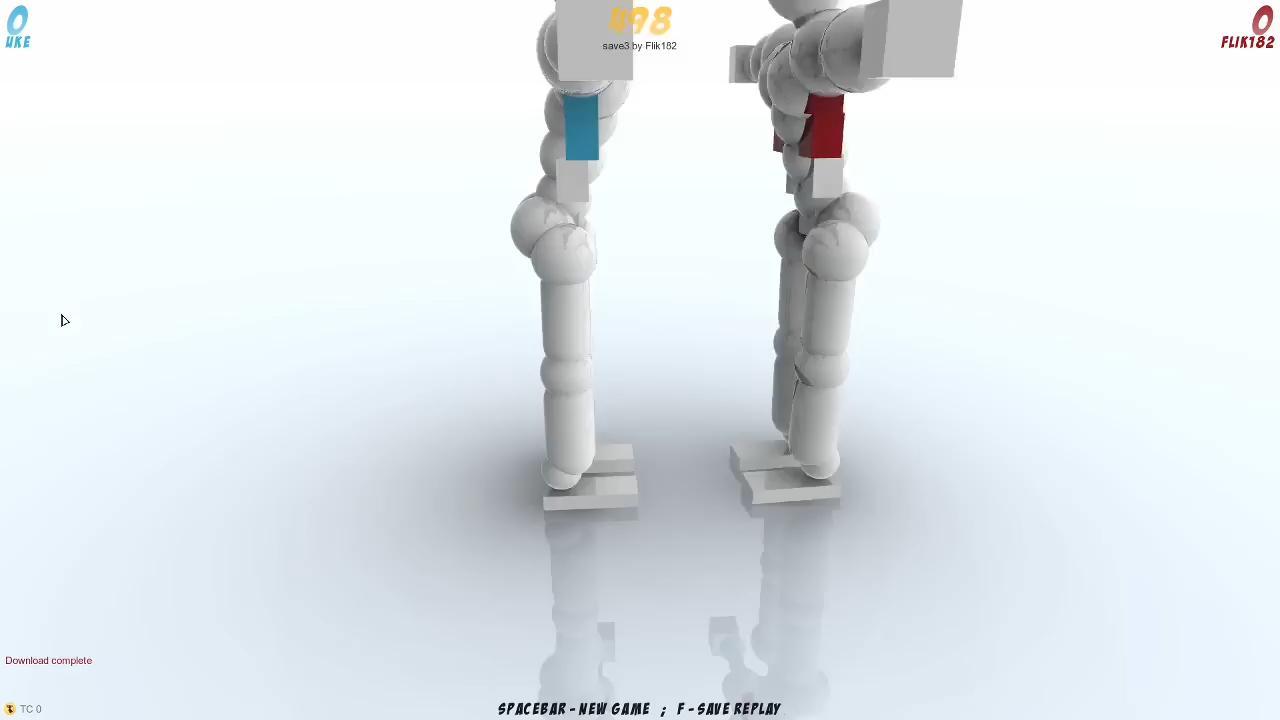 0
UKE
498
save3 by Flik182
0
FLIK182
Download complete
TC 0
SPACEBAR - NEW GAME ; F - SAVE REPLAY